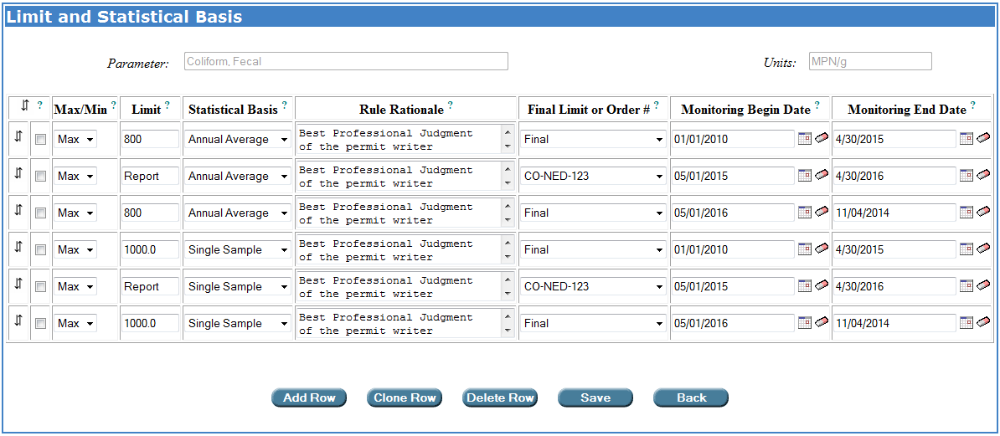 Limit and Statistical Basis
Parameter: Coliform, Fecal Units: MPN/g
? Max/Min ? Limit ? Statistical Basis ? Rule Rationale ? Final Limit or Order # ? Monitoring Begin Date ? Monitoring End Date ?
Max 800 Annual Average Best Professional Judgment Final 01/01/2010 4/30/2015
of the permit writer
Max Report Annual Average Best Professional Judgment CO-NED-123 05/01/2015 4/30/2016
of the permit writer
Max 800 Annual Average Best Professional Judgment Final 05/01/2016 11/04/2014
of the permit writer
Max 1000.0 Single Sample Best Professional Judgment Final 01/01/2010 4/30/2015
of the permit writer
Max Report Single Sample Best Professional Judgment CO-NED-123 05/01/2015 4/30/2016
of the permit writer
Max 1000.0 Single Sample Best Professional Judgment Final 05/01/2016 11/04/2014
of the permit writer
Add Row Clone Row Delete Row Save Back